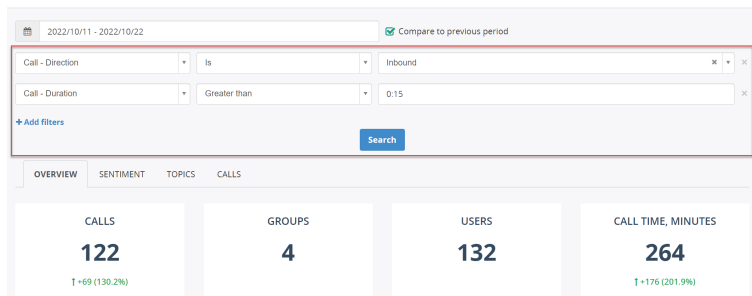 2022/10/11 - 2022/10/22 Compare to previous period
Call - Direction Is Inbound
Call - Duration Greater than 0:15
+ Add filters
Search
OVERVIEW SENTIMENT TOPICS CALLS
CALLS GROUPS USERS CALL TIME, MINUTES
122 4 132 264
↑ +69 (130.2%) ↑ +176 (201.9%)